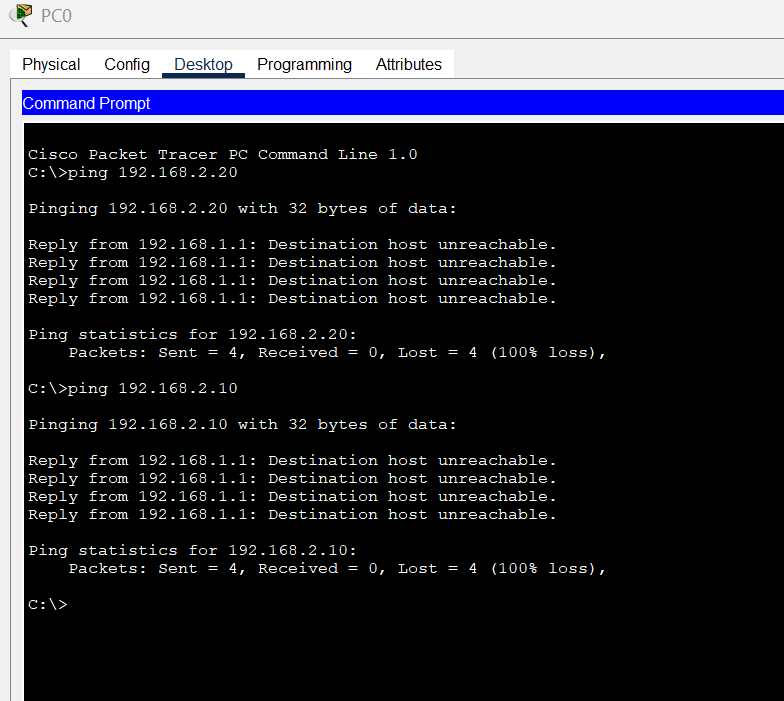 PC0
Physical Config Desktop Programming Attributes
Command Prompt
Cisco Packet Tracer PC Command Line 1.0
C:\>ping 192.168.2.20
Pinging 192.168.2.20 with 32 bytes of data:
Reply from 192.168.1.1: Destination host unreachable.
Reply from 192.168.1.1: Destination host unreachable.
Reply from 192.168.1.1: Destination host unreachable.
Reply from 192.168.1.1: Destination host unreachable.
Ping statistics for 192.168.2.20:
    Packets: Sent = 4, Received = 0, Lost = 4 (100% loss),
C:\>ping 192.168.2.10
Pinging 192.168.2.10 with 32 bytes of data:
Reply from 192.168.1.1: Destination host unreachable.
Reply from 192.168.1.1: Destination host unreachable.
Reply from 192.168.1.1: Destination host unreachable.
Reply from 192.168.1.1: Destination host unreachable.
Ping statistics for 192.168.2.10:
    Packets: Sent = 4, Received = 0, Lost = 4 (100% loss),
C:\>